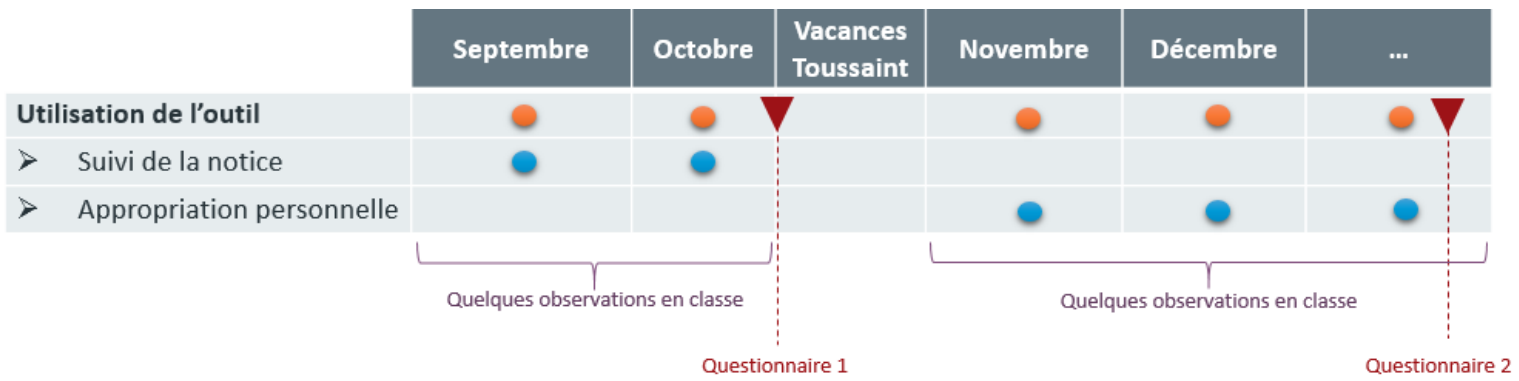 Septembre
Octobre
Vacances
Toussaint
Novembre
Décembre
...
Utilisation de l'outil
➢ Suivi de la notice
➢ Appropriation personnelle
Quelques observations en classe
Quelques observations en classe
Questionnaire 1
Questionnaire 2